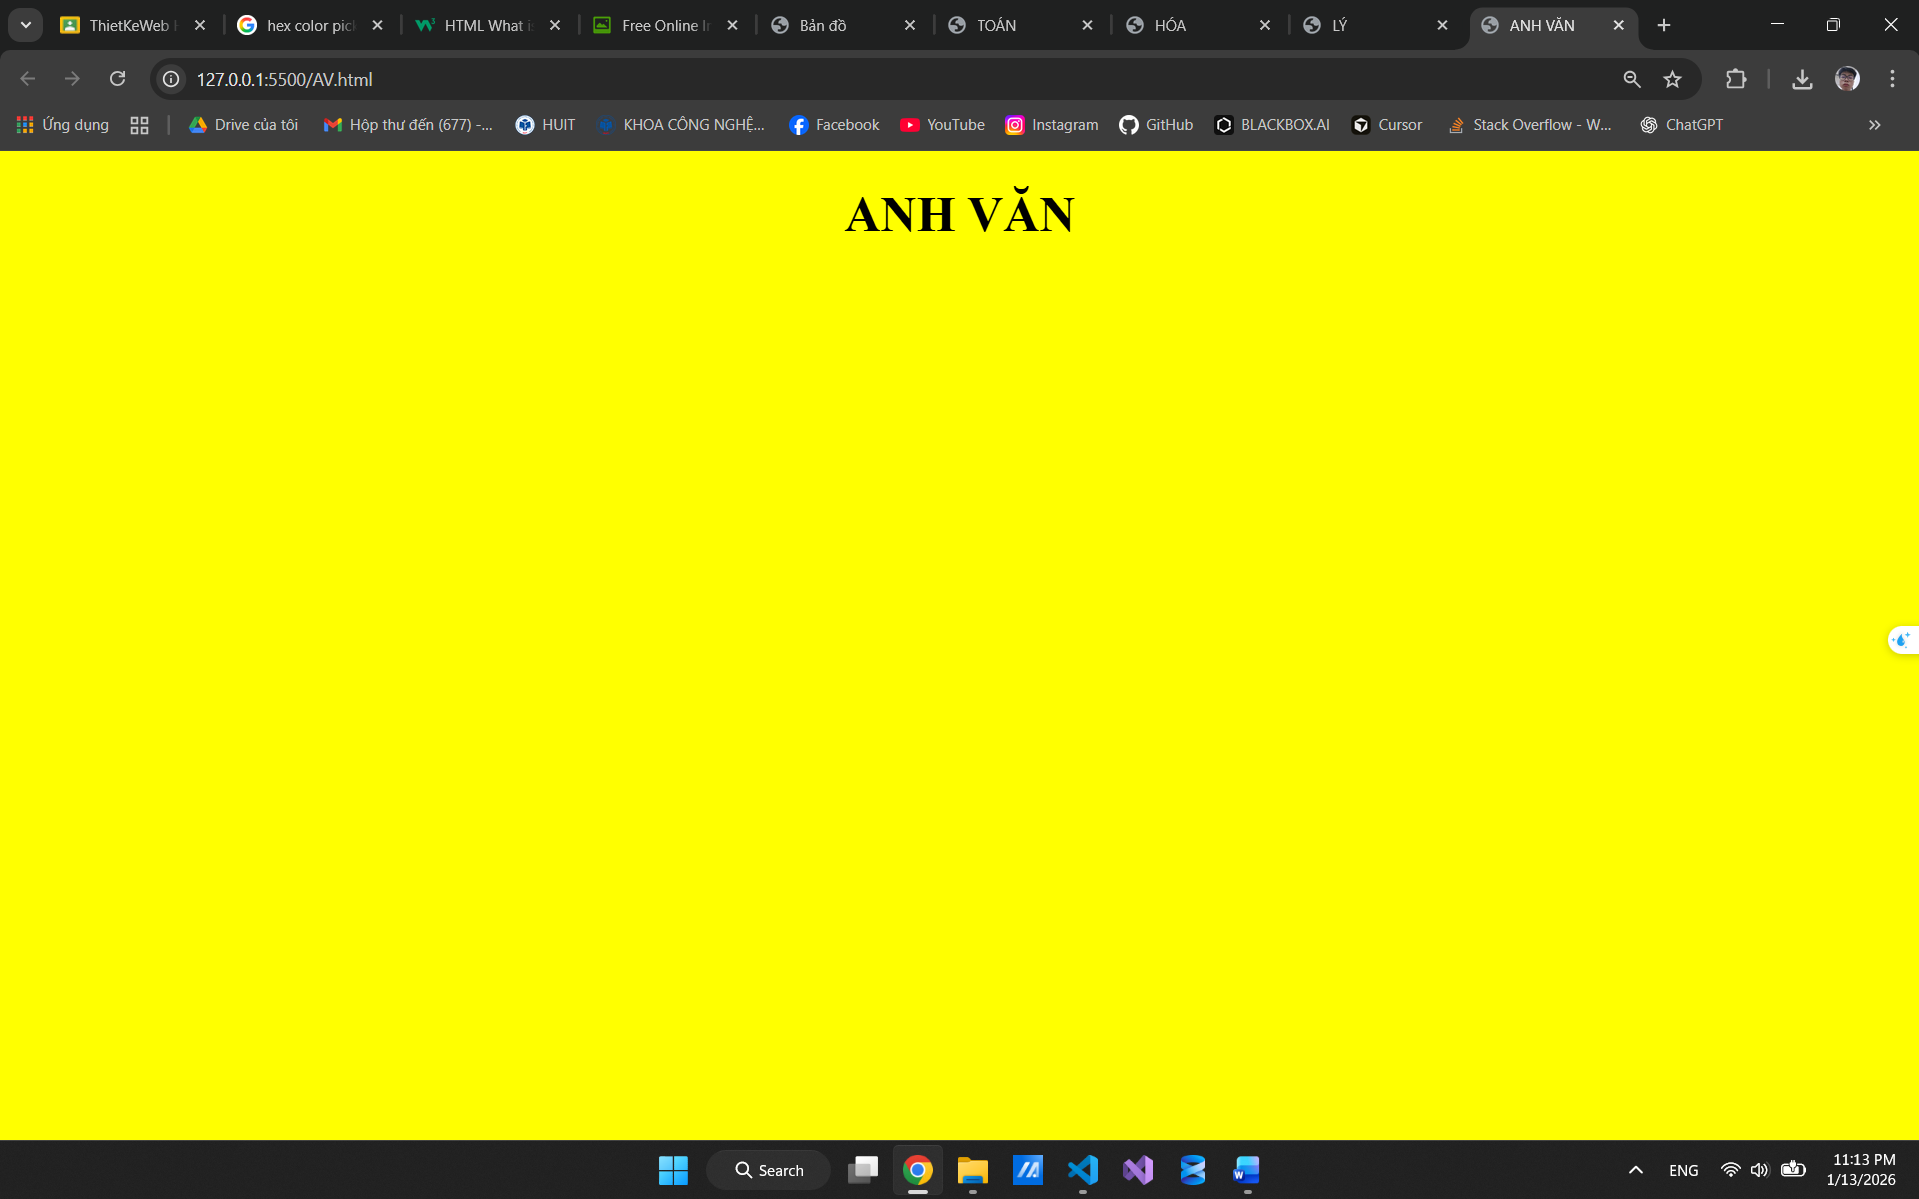 ThietKeWeb
hex color pic
HTML What i
Free Online I
Bản đồ
TOÁN
HÓA
LÝ
ANH VĂN
127.0.0.1:5500/AV.html
Ứng dụng
Drive của tôi
Hộp thư đến (677) -...
HUIT
KHOA CÔNG NGHỆ...
Facebook
YouTube
Instagram
GitHub
BLACKBOX.AI
Cursor
Stack Overflow - W...
ChatGPT
ANH VĂN
Search
ENG
11:13 PM
1/13/2026